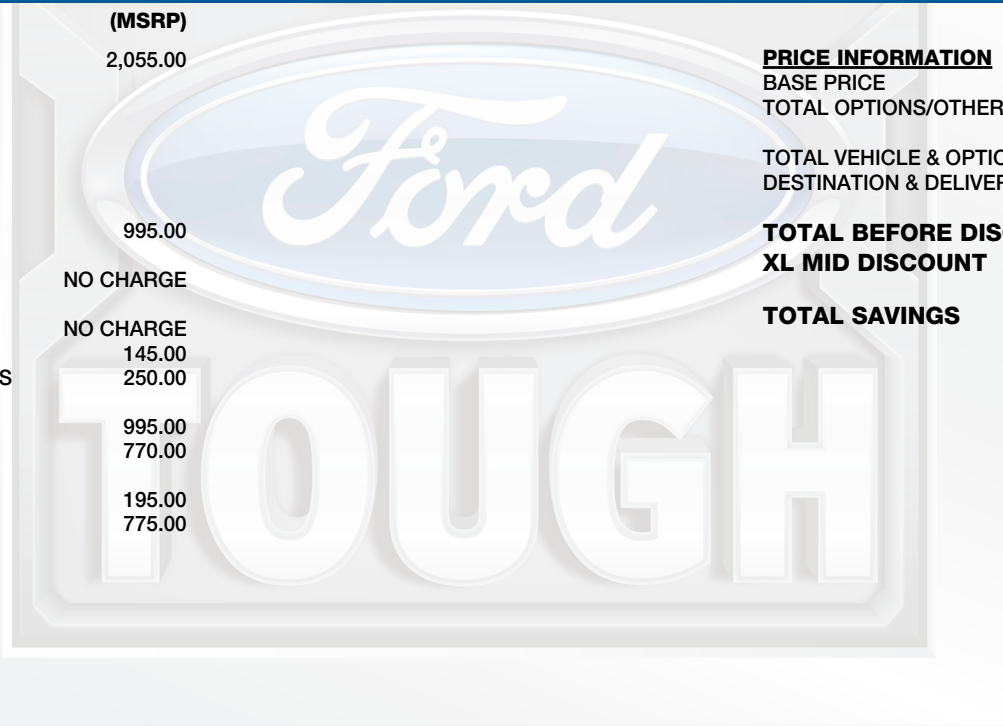 (MSRP)
2,055.00
995.00
NO CHARGE
NO CHARGE
145.00
S 250.00
995.00
770.00
195.00
775.00
PRICE INFORMATION
BASE PRICE
TOTAL OPTIONS/OTHER
TOTAL VEHICLE & OPTIO
DESTINATION & DELIVER
TOTAL BEFORE DISC
XL MID DISCOUNT
TOTAL SAVINGS
Ford
TOUGH